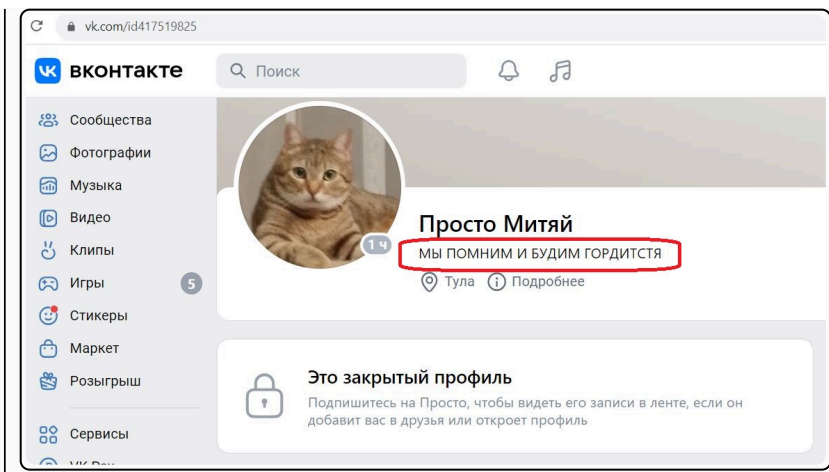 vk.com/id417519825
вконтакте
Поиск
Сообщества
Фотографии
Музыка
Видео
Клипы
Игры
5
Стикеры
Маркет
Розыгрыш
Сервисы
1 ч
Просто Митяй
МЫ ПОМНИМ И БУДИМ ГОРДИТСТЯ
Тула Подробнее
Это закрытый профиль
Подпишитесь на Просто, чтобы видеть его записи в ленте, если он
добавит вас в друзья или откроет профиль